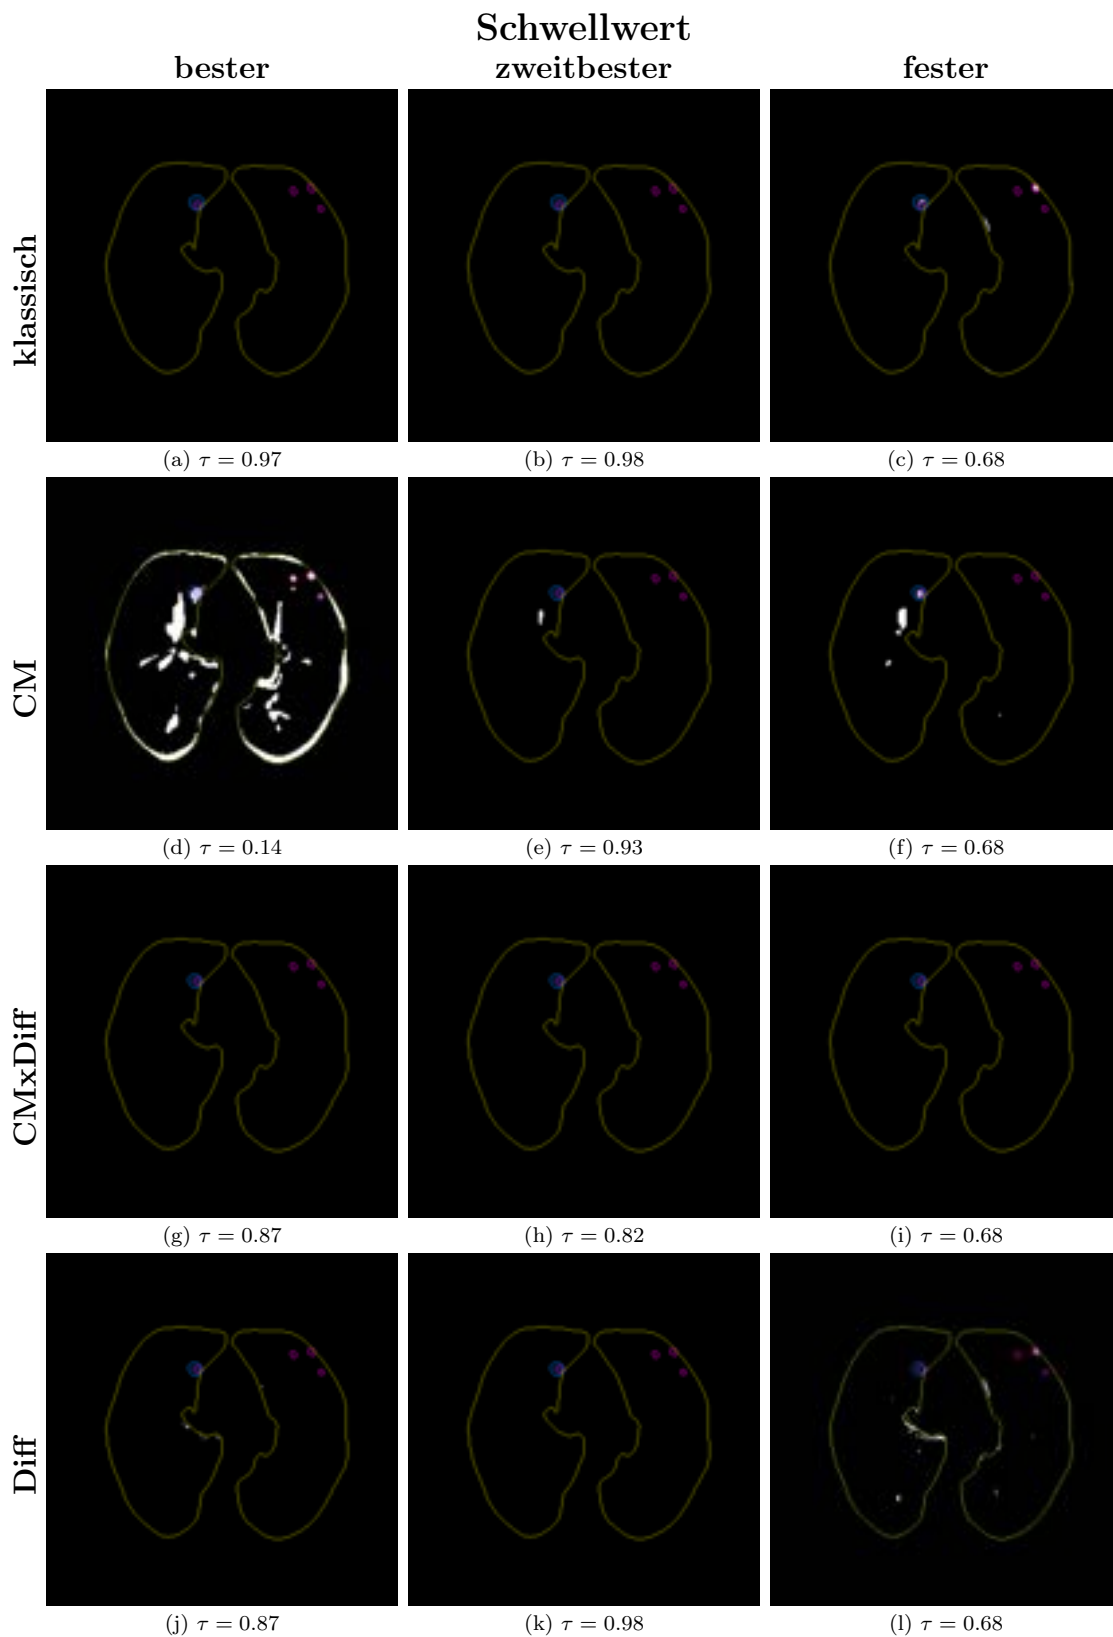 Schwellwert
bester zweitbester fester
klassisch
(a) τ = 0.97 (b) τ = 0.98 (c) τ = 0.68
CM
(d) τ = 0.14 (e) τ = 0.93 (f) τ = 0.68
CMxDiff
(g) τ = 0.87 (h) τ = 0.82 (i) τ = 0.68
Diff
(j) τ = 0.87 (k) τ = 0.98 (l) τ = 0.68